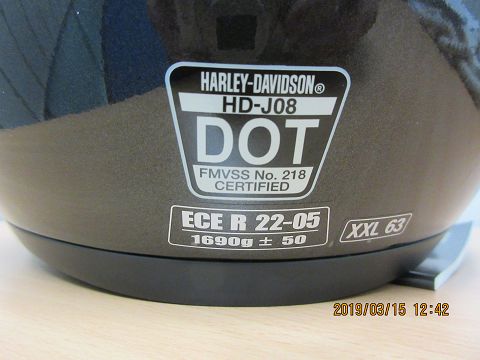 HARLEY-DAVIDSON®
HD-J08
DOT
FMVSS No. 218
CERTIFIED
ECE R 22-05
1690g ± 50
XXL 63
2019/03/15 12:42